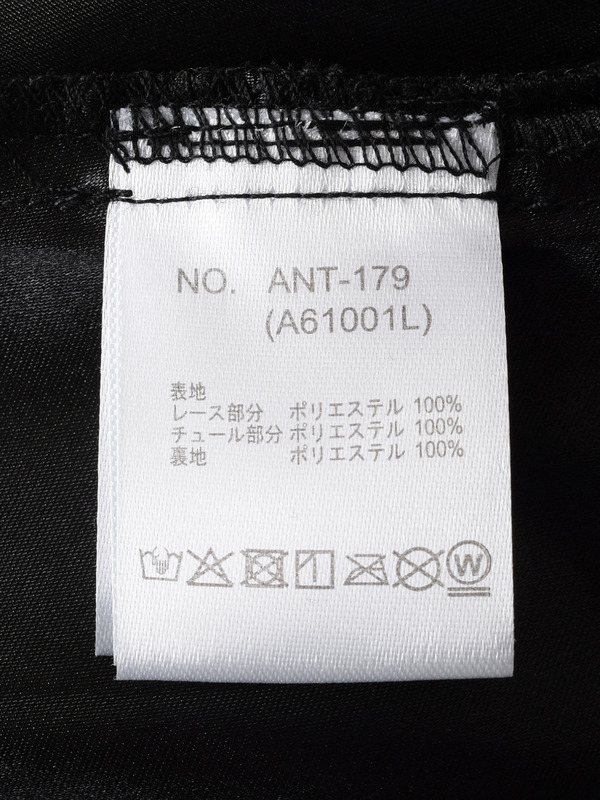 NO. ANT-179
(A61001L)
表地
レース部分 ポリエステル 100%
チュール部分 ポリエステル 100%
裏地 ポリエステル 100%
W